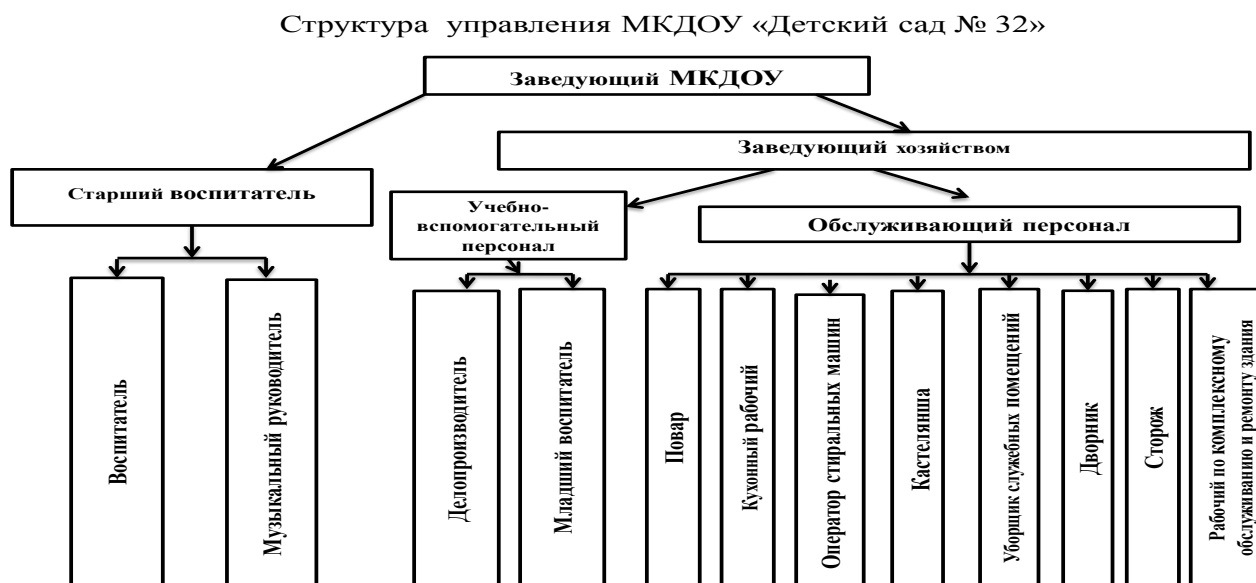 Структура управления МКДОУ «Детский сад № 32»
Заведующий МКДОУ
Заведующий хозяйством
Старший воспитатель
Учебно-
вспомогательный
персонал
Обслуживающий персонал
Воспитатель
Музыкальный руководитель
Делопроизводитель
Младший воспитатель
Повар
Кухонный рабочий
Оператор стиральных машин
Кастелянша
Уборщик служебных помещений
Дворник
Сторож
Рабочий по комплексному
обслуживанию и ремонту здания